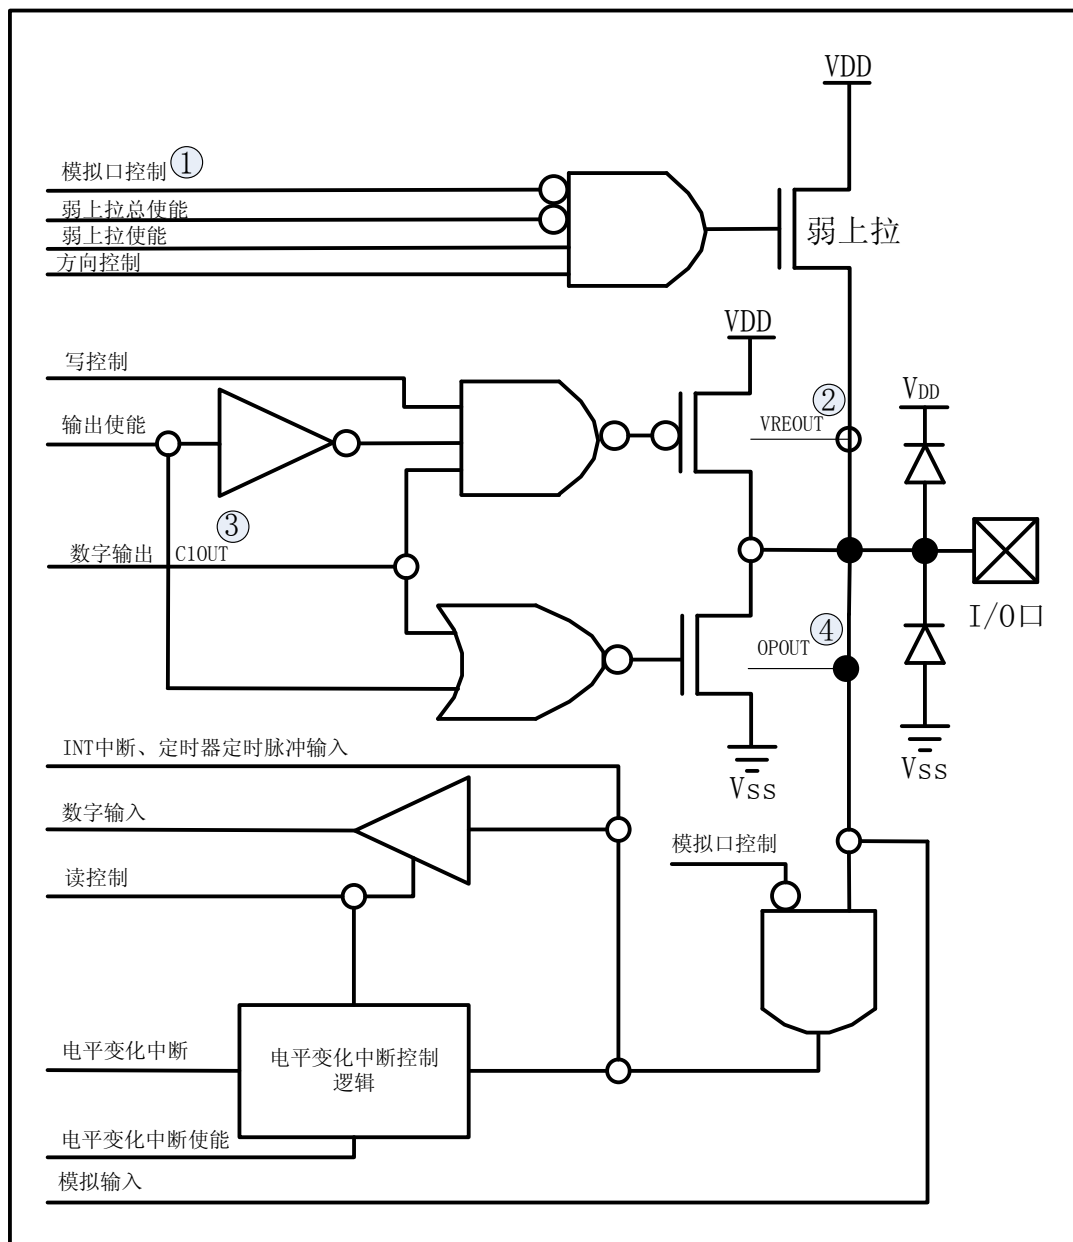 VDD
模拟口控制 ①
弱上拉总使能
弱上拉使能
方向控制
弱上拉
VDD
写控制
输出使能
VREOUT ②
VDD
数字输出 C1OUT ③
I/O口
OPOUT ④
INT中断、定时器定时脉冲输入
Vss
Vss
数字输入
模拟口控制
读控制
电平变化中断
电平变化中断控制
逻辑
电平变化中断使能
模拟输入